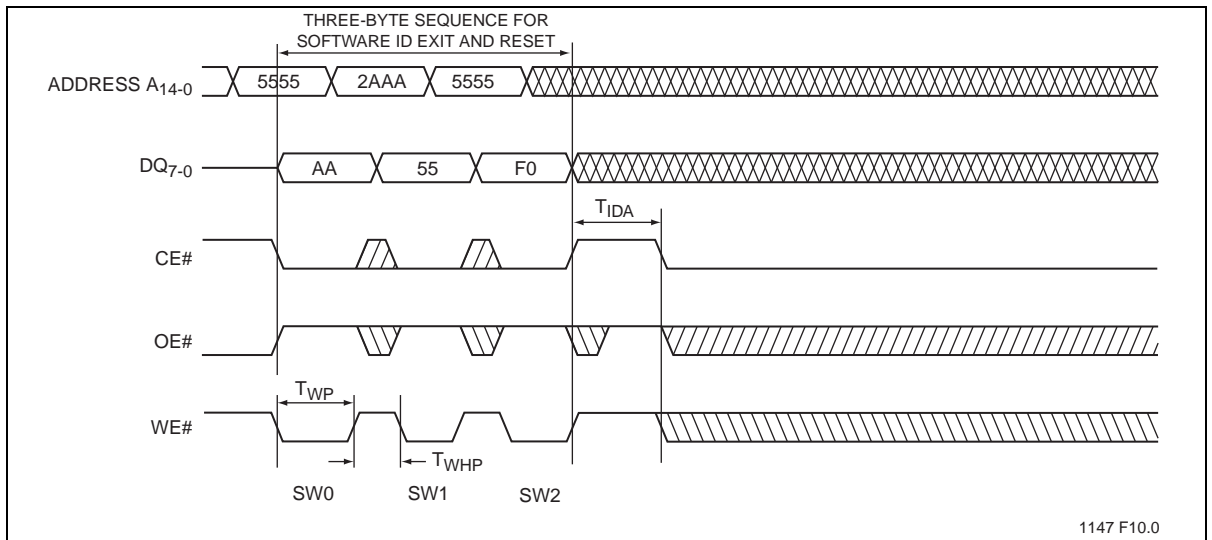 THREE-BYTE SEQUENCE FOR
SOFTWARE ID EXIT AND RESET
ADDRESS A14-0
5555 2AAA 5555
DQ7-0
AA 55 F0
TIDA
CE#
OE#
TWP
WE#
TWHP
SW0 SW1 SW2
1147 F10.0